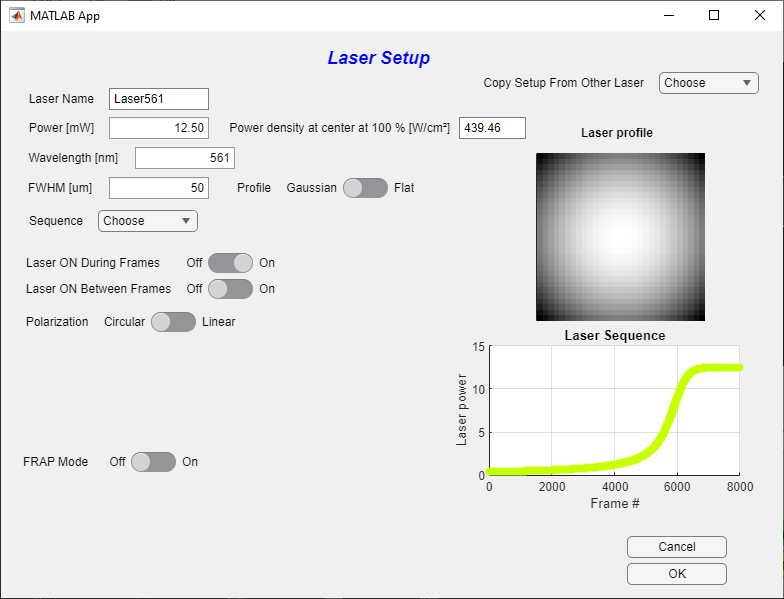 MATLAB App
Laser Setup
Copy Setup From Other Laser Choose
Laser Name Laser561
Power [mW] 12.50 Power density at center at 100 % [W/cm²] 439.46
Laser profile
Wavelength [nm] 561
FWHM [um] 50 Profile Gaussian Flat
Sequence Choose
Laser ON During Frames Off On
Laser ON Between Frames Off On
Polarization Circular Linear
Laser Sequence
15
10
5
0
Laser power
0 2000 4000 6000 8000
Frame #
FRAP Mode Off On
Cancel
OK